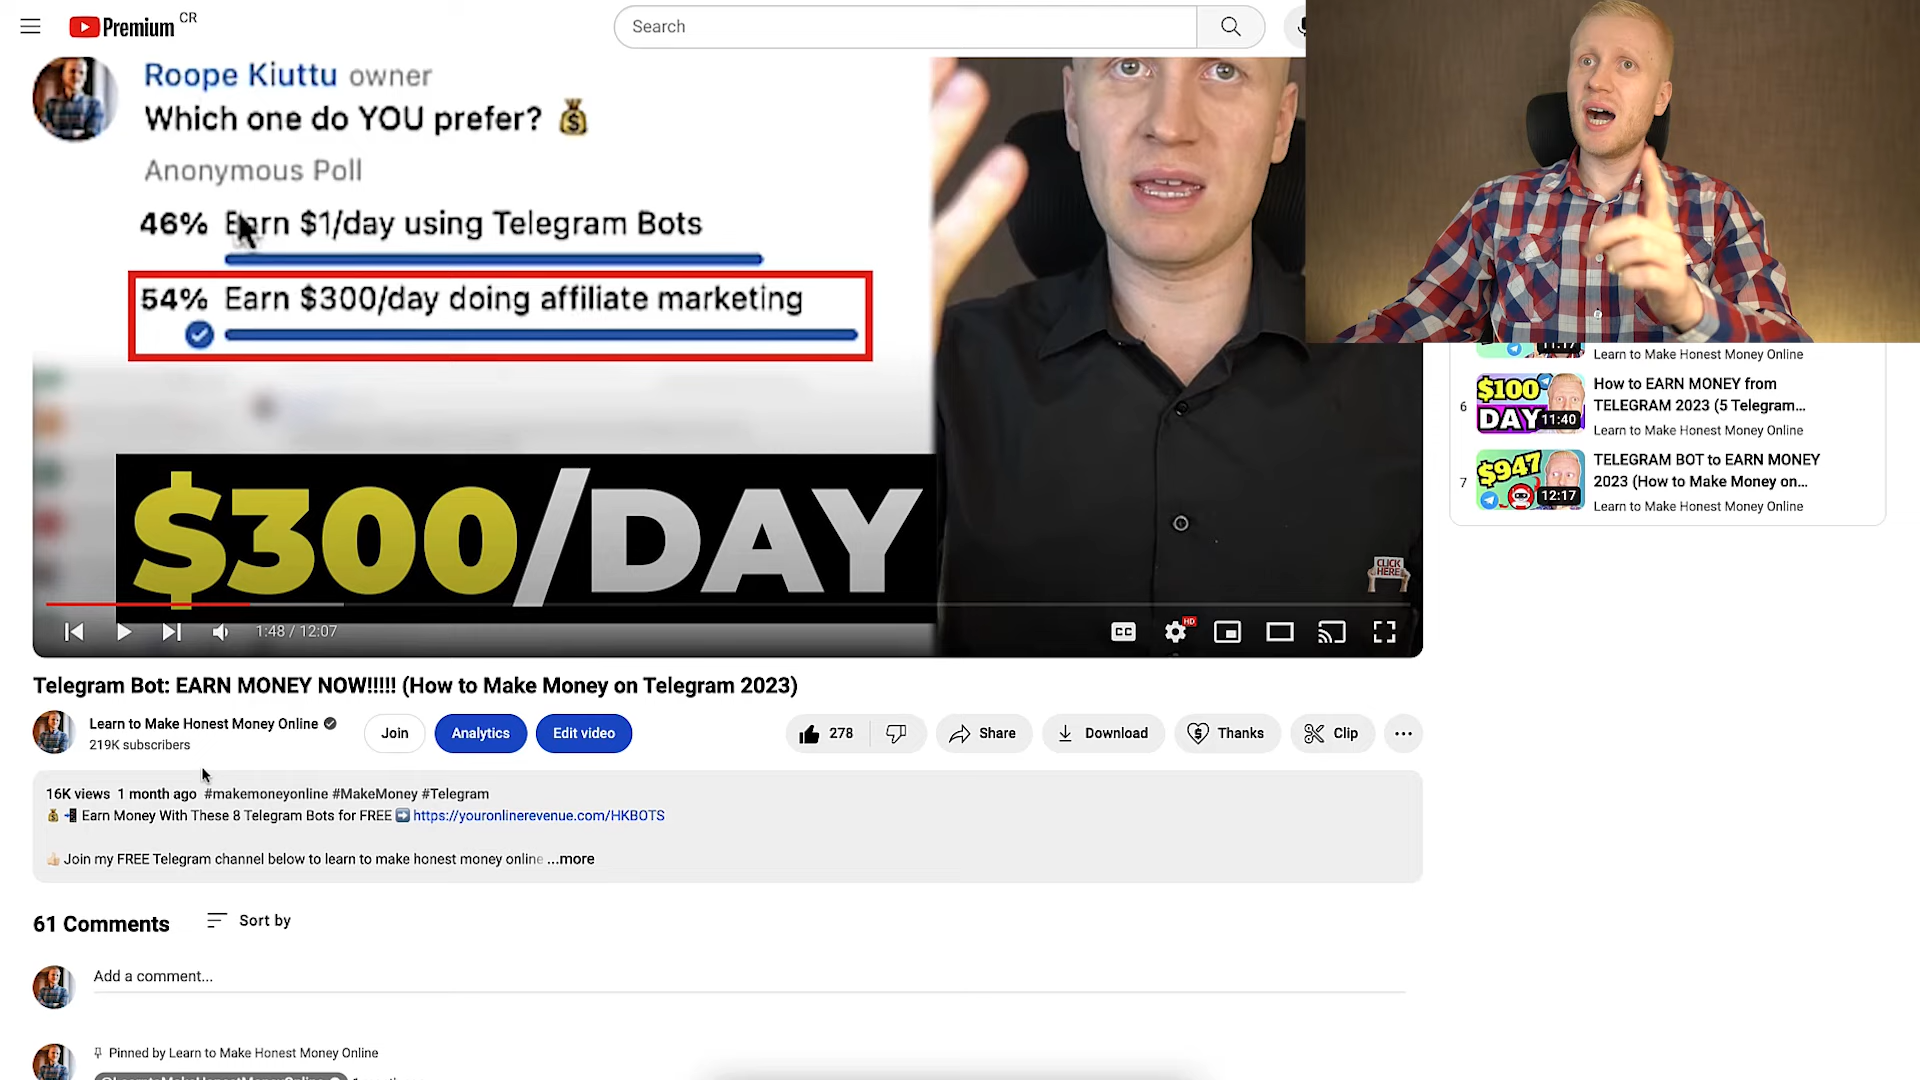 Premium CR
Search
Roope Kiuttu owner
Which one do YOU prefer? 💰
Anonymous Poll
46% Earn $1/day using Telegram Bots
54% Earn $300/day doing affiliate marketing
$300/DAY
CLICK HERE
1:48 / 12:07
CC
HD
11:17
Learn to Make Honest Money Online
6
$100 DAY
11:40
How to EARN MONEY from
TELEGRAM 2023 (5 Telegram...
Learn to Make Honest Money Online
7
$947
12:17
TELEGRAM BOT to EARN MONEY
2023 (How to Make Money on...
Learn to Make Honest Money Online
Telegram Bot: EARN MONEY NOW!!!!! (How to Make Money on Telegram 2023)
Learn to Make Honest Money Online
219K subscribers
Join
Analytics
Edit video
278
Share
Download
Thanks
Clip
16K views 1 month ago #makemoneyonline #MakeMoney #Telegram
💰 📲 Earn Money With These 8 Telegram Bots for FREE ➡️ https://youronlinerevenue.com/HKBOTS
👍🏻 Join my FREE Telegram channel below to learn to make honest money online ...more
61 Comments
Sort by
Add a comment...
Pinned by Learn to Make Honest Money Online